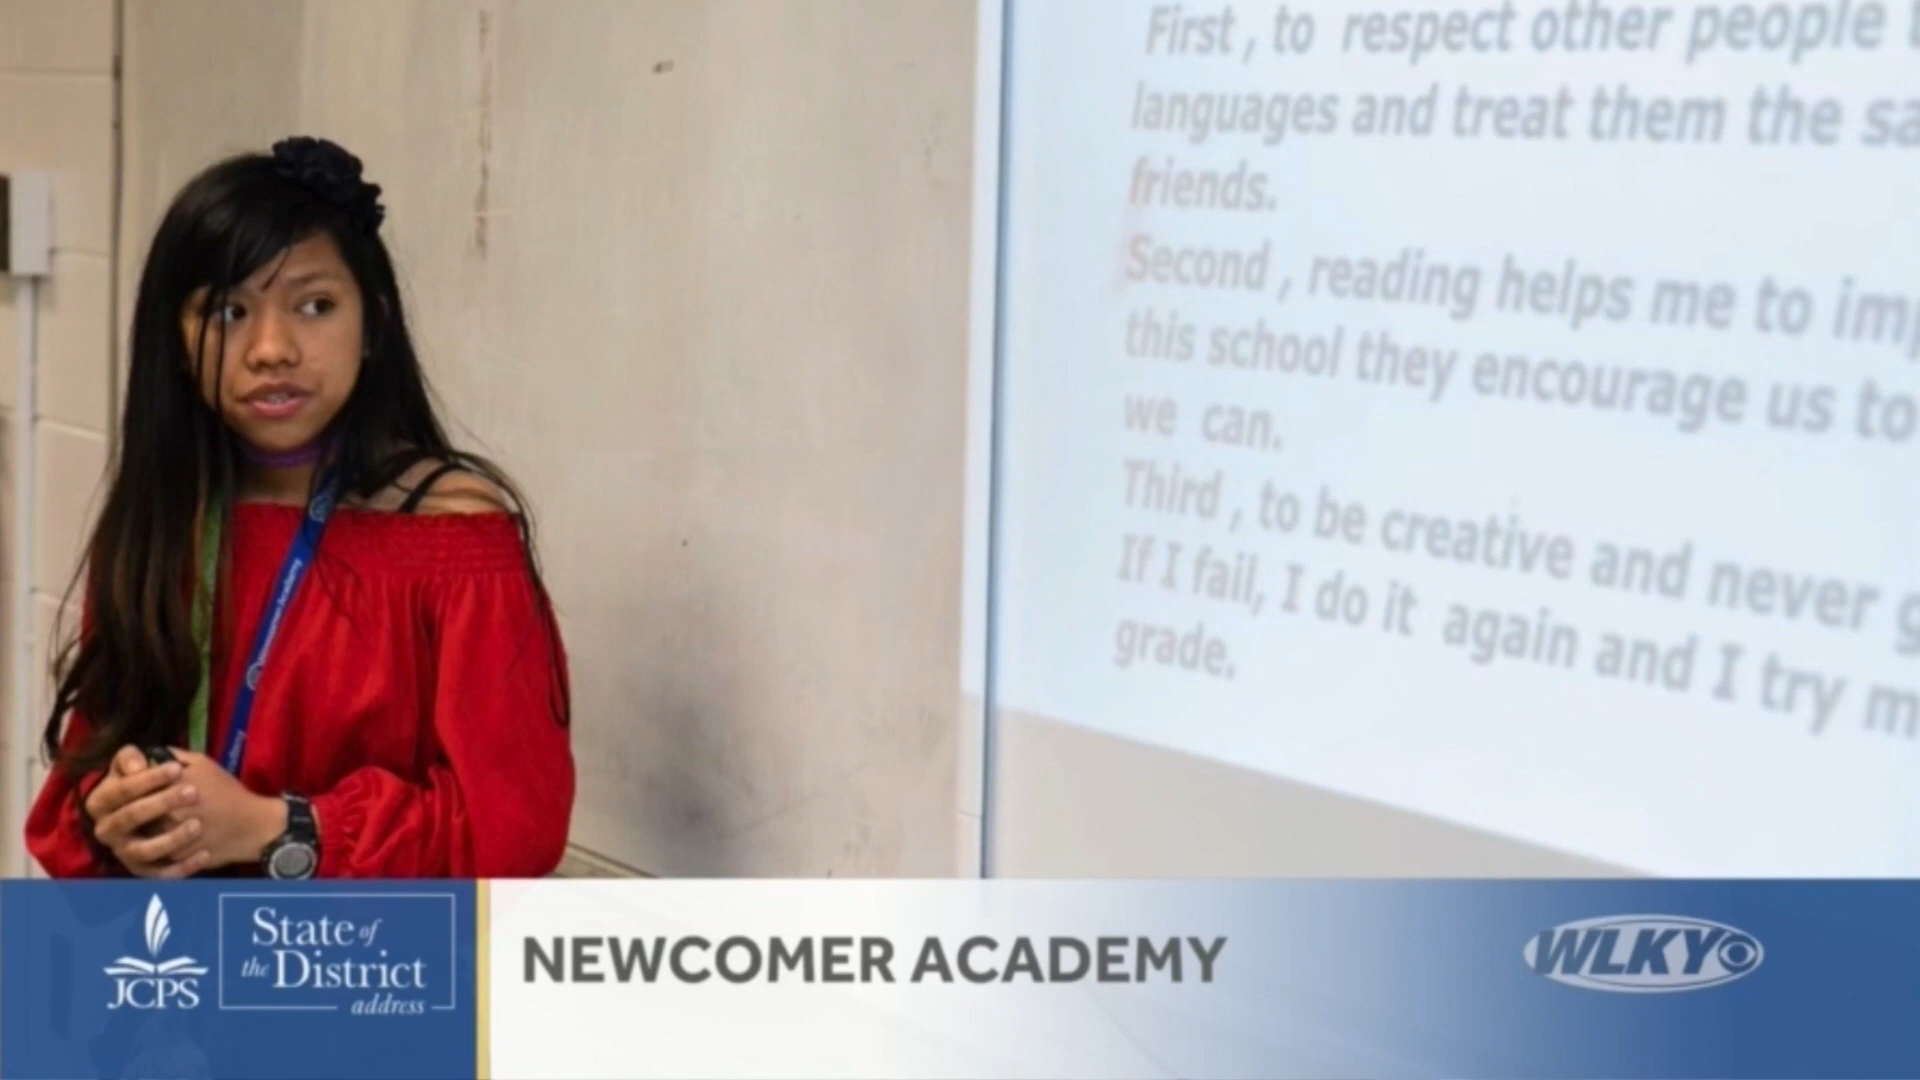 First , to respect other people
languages and treat them the
friends.
Second , reading helps me to
this school they encourage us to
we can.
Third , to be creative and never
If I fail, I do it again and I try
grade.
Newcomer Academy
JCPS
State of
the District
address
NEWCOMER ACADEMY
WLKY